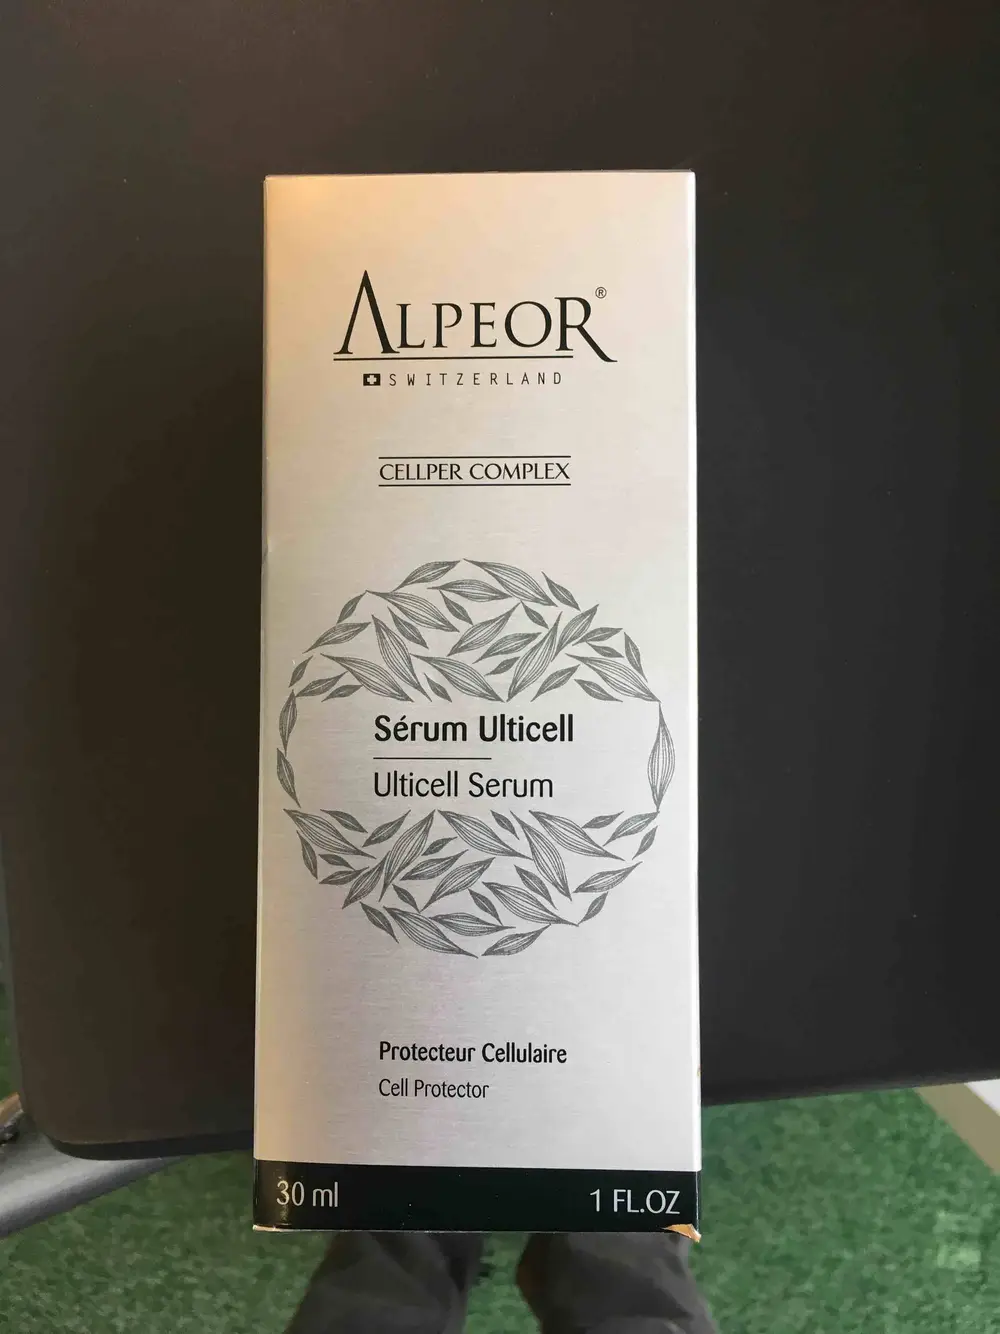 ALPEOR®
SWITZERLAND
CELLPER COMPLEX
Sérum Ulticell
Ulticell Serum
Protecteur Cellulaire
Cell Protector
30 ml 1 FL.OZ